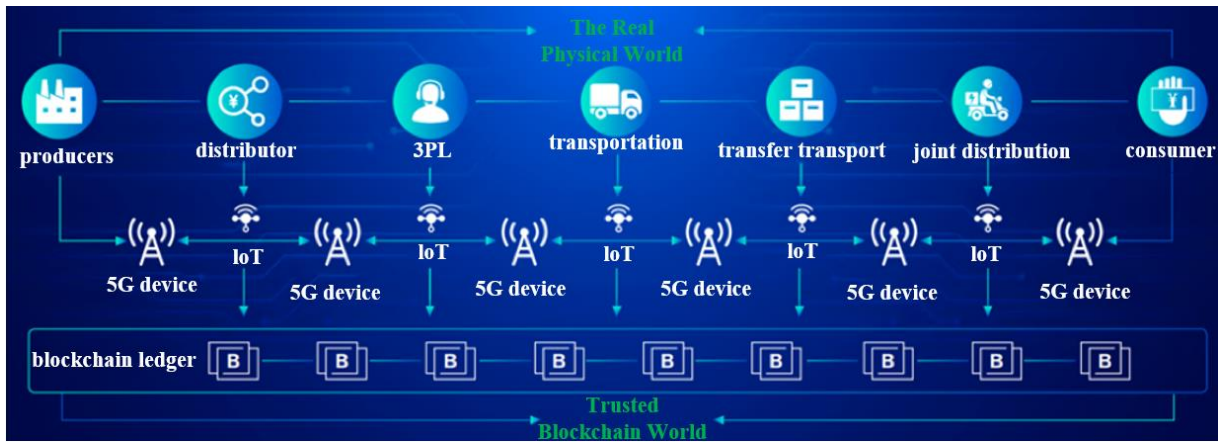 The Real
Physical World
producers
distributor
3PL
transportation
transfer transport
joint distribution
consumer
¥
¥
loT
loT
loT
loT
loT
5G device
5G device
5G device
5G device
5G device
5G device
blockchain ledger
B B B B B B B B B
Trusted
Blockchain World